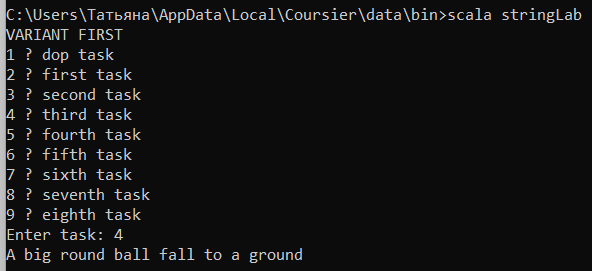 C:\Users\Татьяна\AppData\Local\Coursier\data\bin>scala stringLab
VARIANT FIRST
1 ? dop task
2 ? first task
3 ? second task
4 ? third task
5 ? fourth task
6 ? fifth task
7 ? sixth task
8 ? seventh task
9 ? eighth task
Enter task: 4
A big round ball fall to a ground